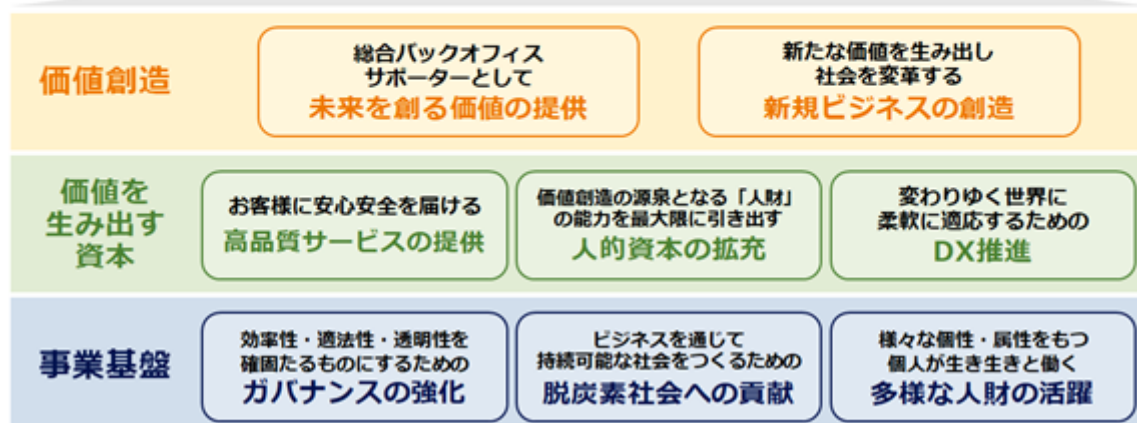 価値創造
総合バックオフィス
サポーターとして
未来を創る価値の提供
新たな価値を生み出し
社会を変革する
新規ビジネスの創造
価値を
生み出す
資本
お客様に安心安全を届ける
高品質サービスの提供
価値創造の源泉となる「人財」
の能力を最大限に引き出す
人的資本の拡充
変わりゆく世界に
柔軟に適応するための
DX推進
事業基盤
効率性・適法性・透明性を
確固たるものにするための
ガバナンスの強化
ビジネスを通じて
持続可能な社会をつくるための
脱炭素社会への貢献
様々な個性・属性をもつ
個人が生き生きと働く
多様な人財の活躍